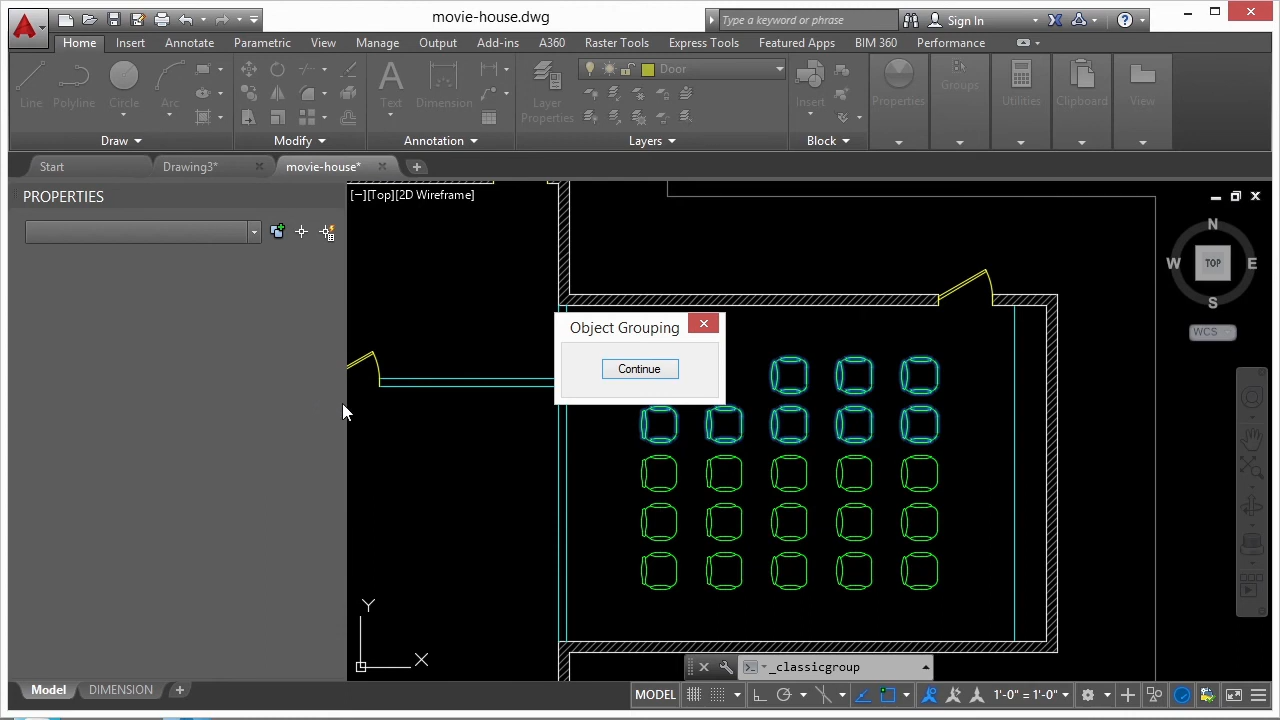 movie-house.dwg
Type a keyword or phrase
Sign In
Home Insert Annotate Parametric View Manage Output Add-ins A360 Raster Tools Express Tools Featured Apps BIM 360 Performance
Door
Line Polyline Circle Arc Text Dimension Layer Properties Insert Properties Groups Utilities Clipboard View
Draw Modify Annotation Layers Block
Start Drawing3* movie-house*
PROPERTIES
[−][Top][2D Wireframe]
N
W TOP E
S
WCS
Object Grouping
Continue
Y
X
_classicgroup
Model DIMENSION
MODEL 1'-0" = 1'-0"